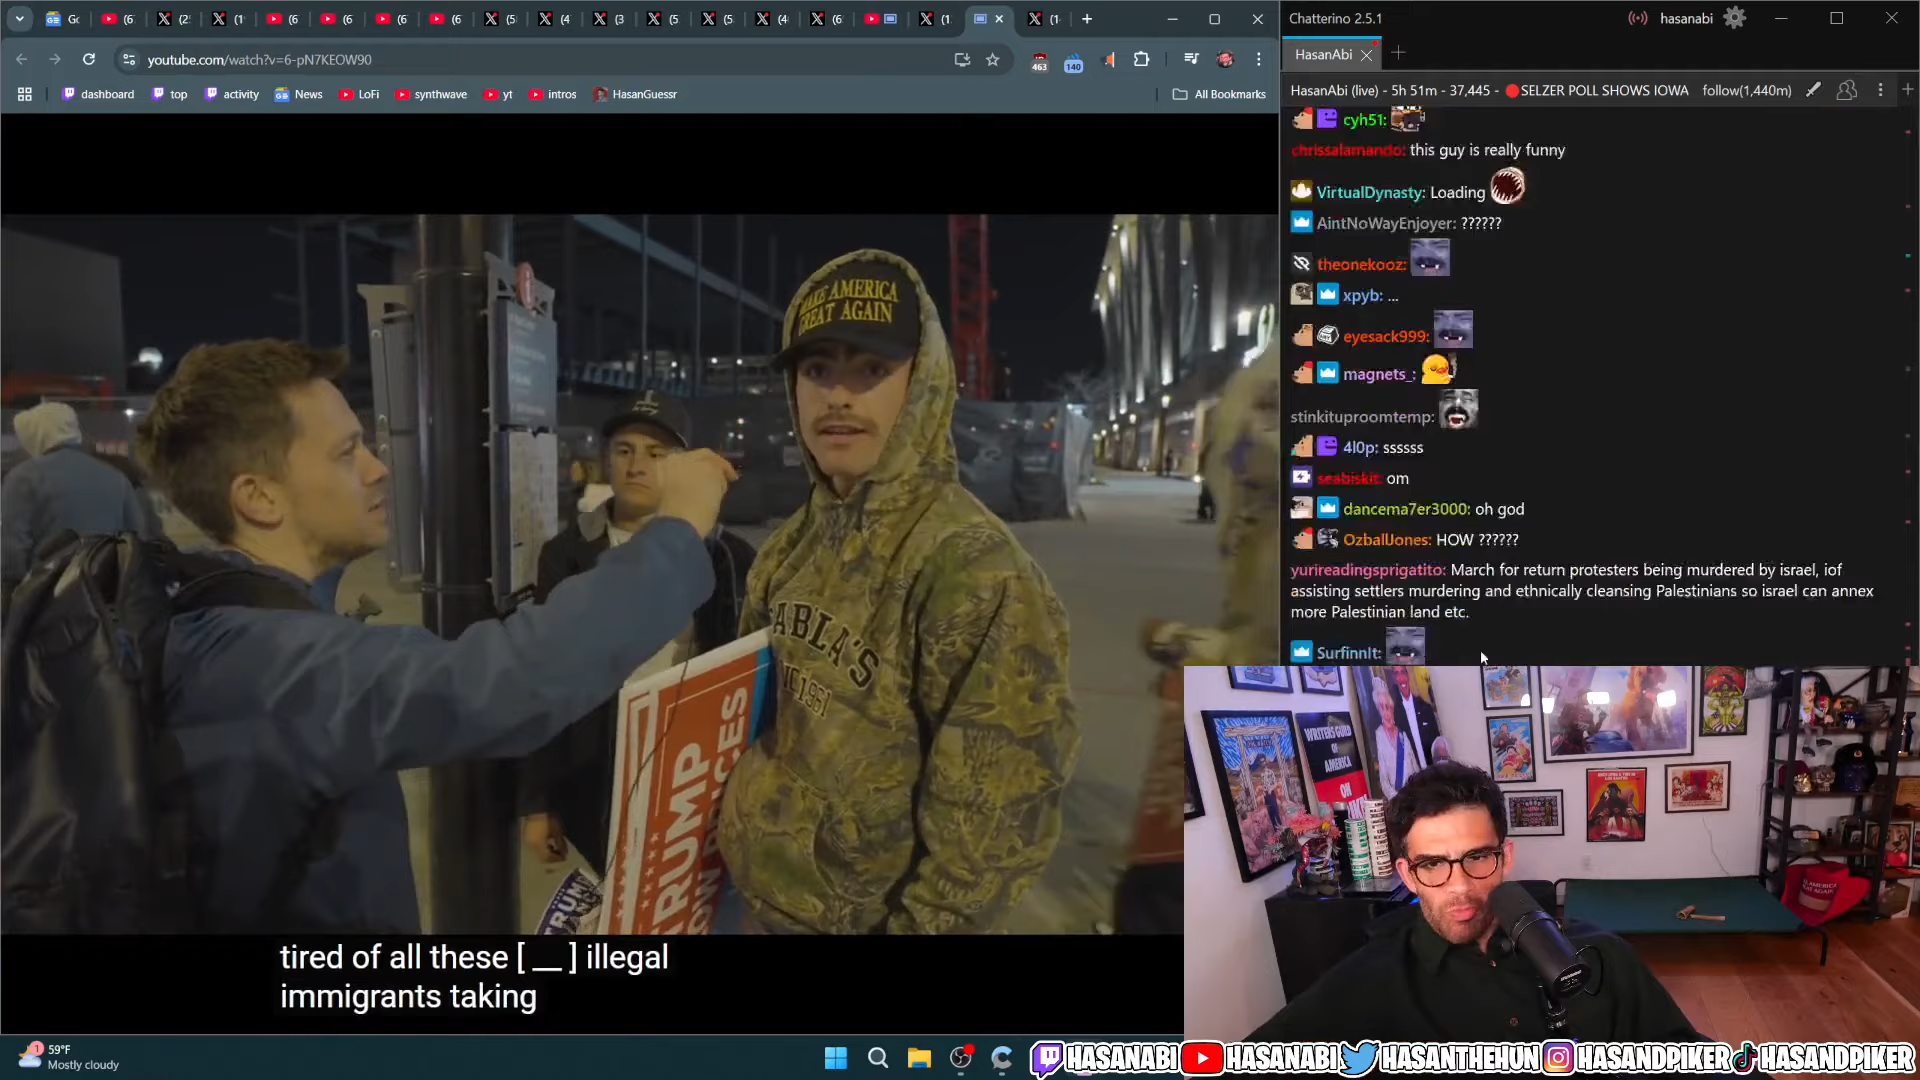 youtube.com/watch?v=6-pN7KEOW90
dashboard top activity News LoFi synthwave yt intros HasanGuessr All Bookmarks
MAKE AMERICA
GREAT AGAIN
TRUMP
tired of all these [ __ ] illegal
immigrants taking
59°F
Mostly cloudy
Chatterino 2.5.1 hasanabi
HasanAbi
HasanAbi (live) - 5h 51m - 37,445 - 🔴SELZER POLL SHOWS IOWA follow(1,440m)
cyh51:
chrissalamando: this guy is really funny
VirtualDynasty: Loading
AintNoWayEnjoyer: ??????
theonekooz:
xpyb: ...
eyesack999:
magnets_:
stinkituproomtemp:
4l0p: ssssss
seabiskit: om
dancema7er3000: oh god
OzballJones: HOW ??????
yurireadingsprigatito: March for return protesters being murdered by israel, iof
assisting settlers murdering and ethnically cleansing Palestinians so israel can annex
more Palestinian land etc.
SurfinnIt:
WRITERS GUILD
OF
AMERICA
ON
HASANABI HASANABI HASANTHEHUN HASANDPIKER HASANDPIKER